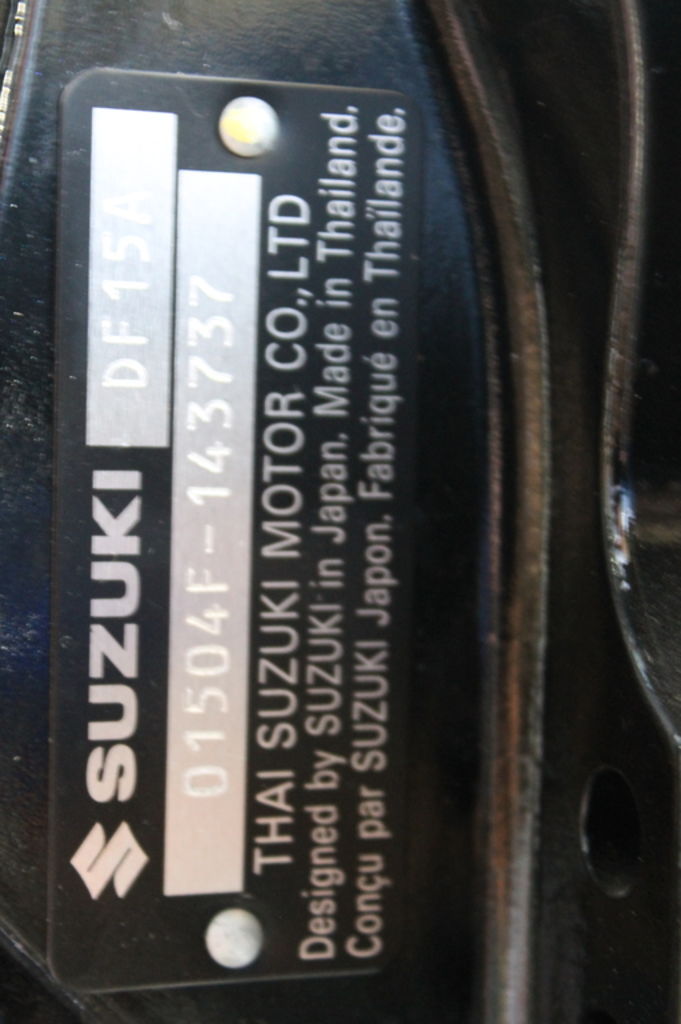 SUZUKI DF15A
01504F-143737
THAI SUZUKI MOTOR CO.,LTD
Designed by SUZUKI in Japan. Made in Thailand.
Conçu par SUZUKI Japon. Fabriqué en Thaïlande.